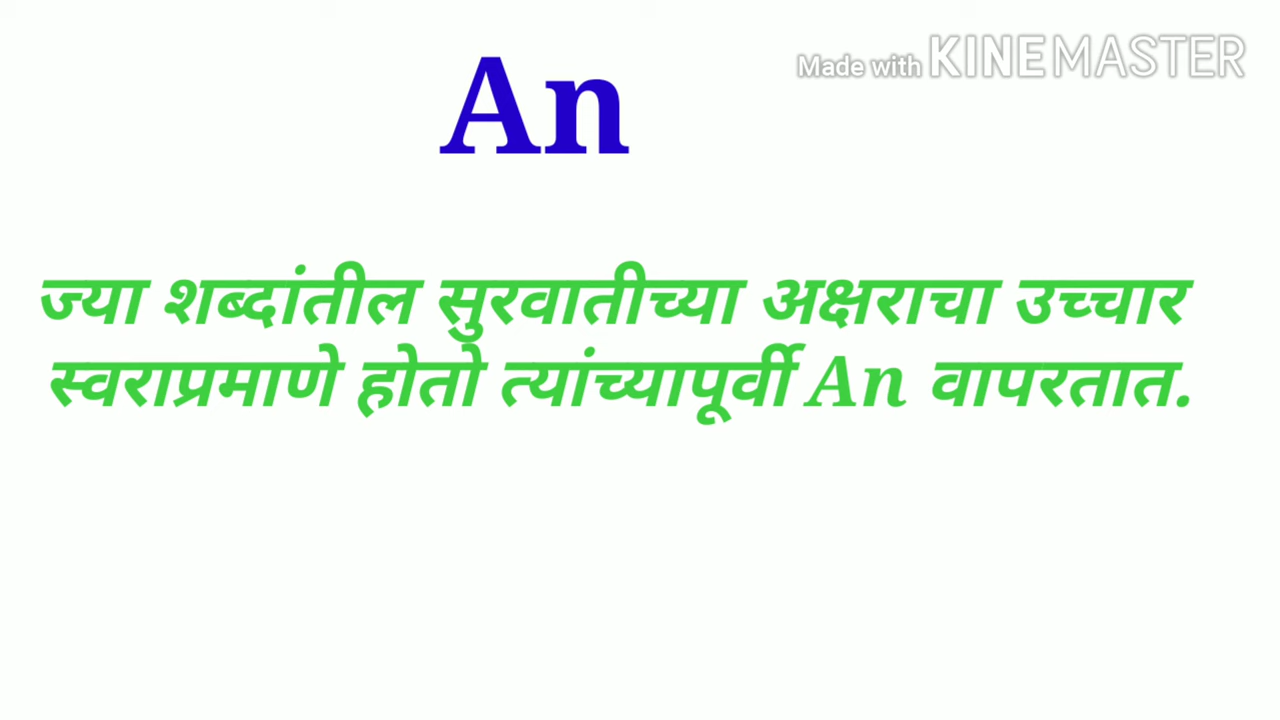 An
Made with KINEMASTER
ज्या शब्दांतील सुरवातीच्या अक्षराचा उच्चार
स्वराप्रमाणे होतो त्यांच्यापूर्वी An वापरतात.